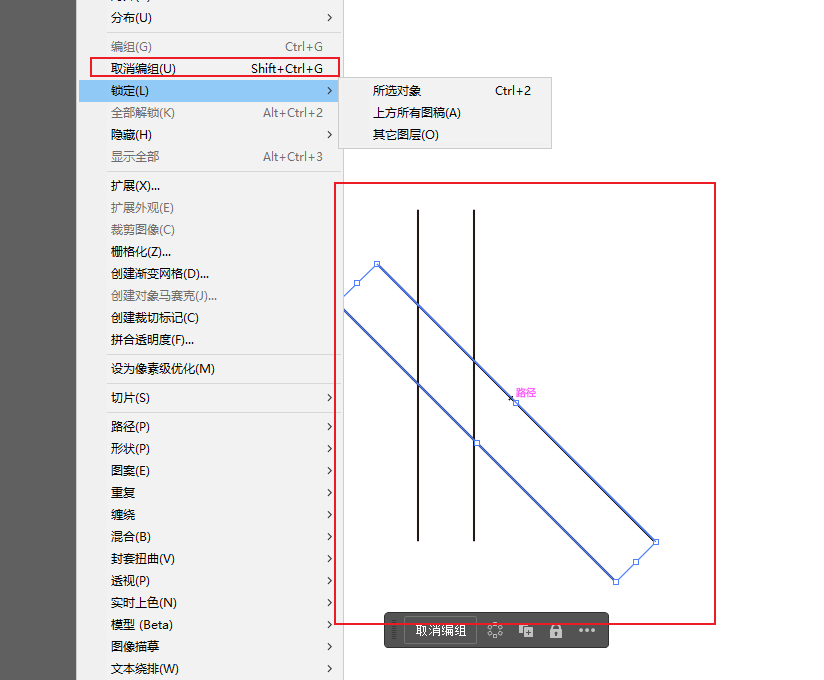 分布(U)
编组(G) Ctrl+G
取消编组(U) Shift+Ctrl+G
锁定(L)
所选对象 Ctrl+2
上方所有图稿(A)
其它图层(O)
全部解锁(K) Alt+Ctrl+2
隐藏(H)
显示全部 Alt+Ctrl+3
扩展(X)...
扩展外观(E)
裁剪图像(C)
栅格化(Z)...
创建渐变网格(D)...
创建对象马赛克(J)...
创建裁切标记(C)
拼合透明度(F)...
设为像素级优化(M)
切片(S)
路径(P)
形状(P)
图案(E)
重复
缠绕
混合(B)
封套扭曲(V)
透视(P)
实时上色(N)
模型 (Beta)
图像描摹
文本绕排(W)
路径
取消编组